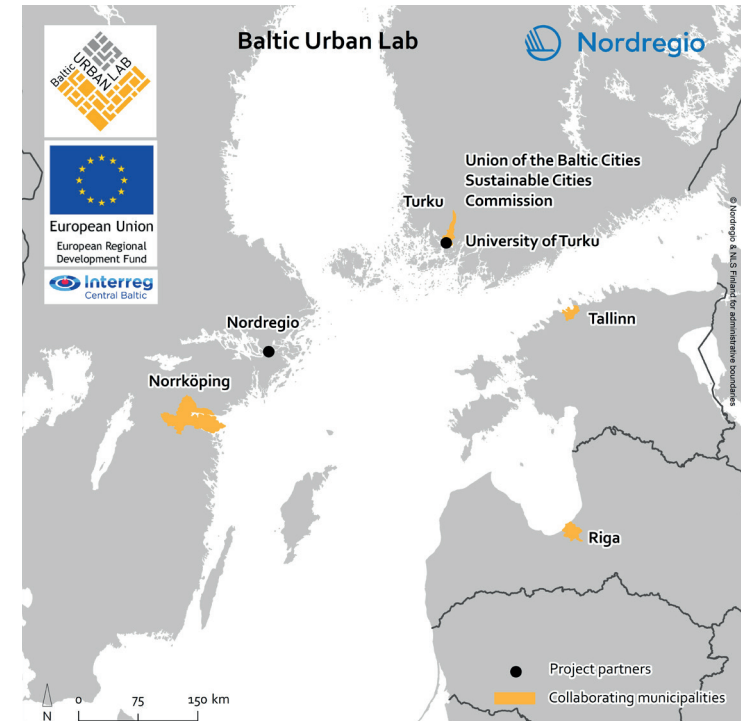 Baltic Urban Lab
Nordregio
Baltic
URBAN LAB
European Union
European Regional
Development Fund
Interreg
Central Baltic
Union of the Baltic Cities
Sustainable Cities
Commission
Turku
University of Turku
Tallinn
Nordregio
Norrköping
Riga
Project partners
Collaborating municipalities
0 75 150 km
N
© Nordregio & NLS Finland for administrative boundaries